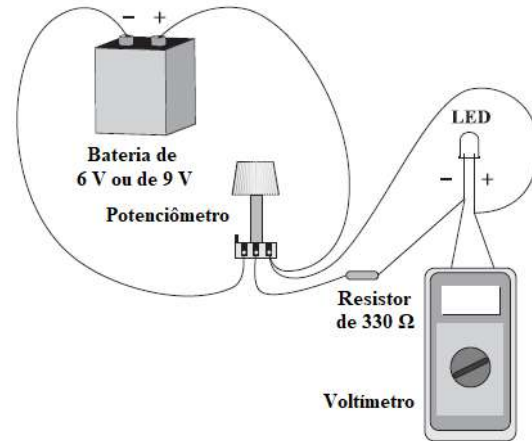 − +
Bateria de
6 V ou de 9 V
Potenciômetro
LED
− +
Resistor
de 330 Ω
Voltímetro